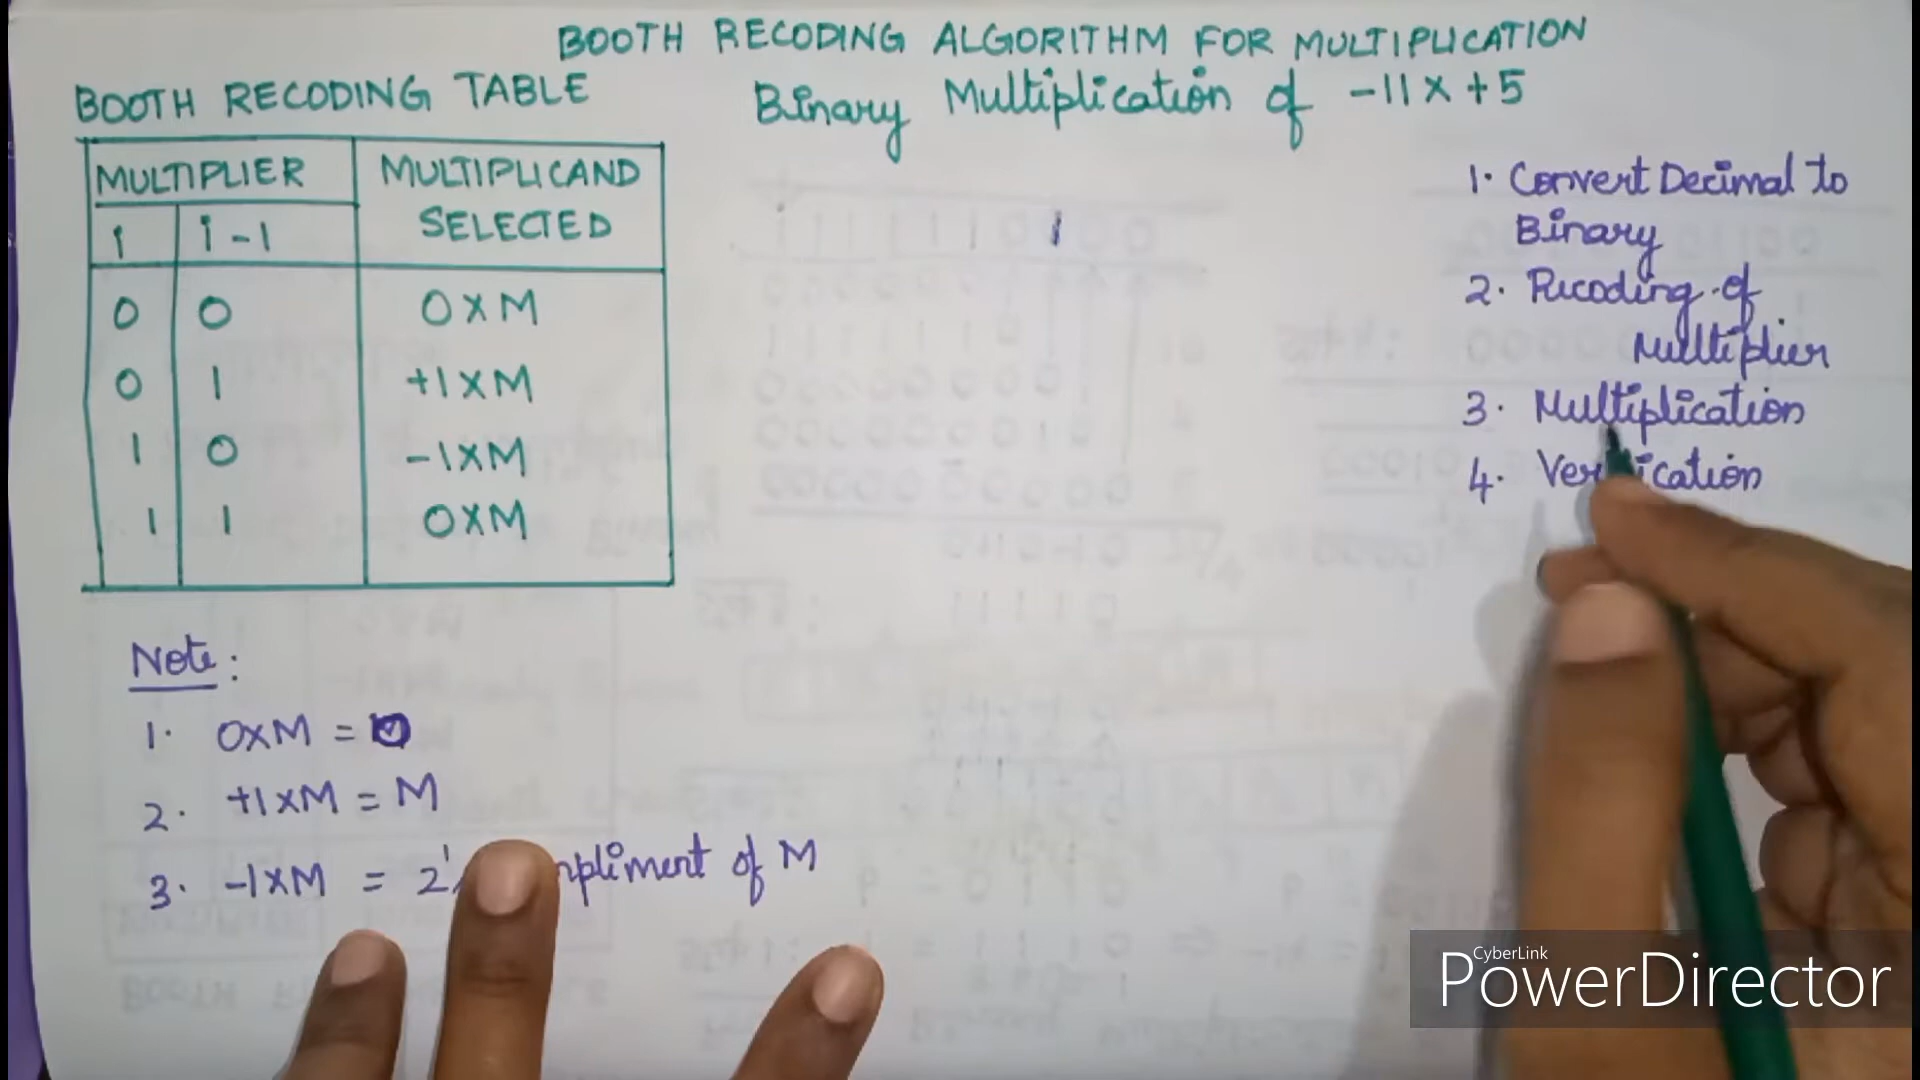 BOOTH RECODING ALGORITHM FOR MULTIPLICATION
BOOTH RECODING TABLE
Binary Multiplication of -11 x +5
MULTIPLIER MULTIPLICAND SELECTED
i i-1
0 0 0 X M
0 1 +1 X M
1 0 -1 X M
1 1 0 X M
1. Convert Decimal to
Binary
2. Recoding of
Multiplier
3. Multiplication
4.
Note:
1. 0XM = 0
2. +1XM = M
3. -1XM = of M
CyberLink
PowerDirector